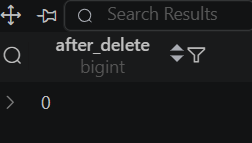 Search Results
after_delete
bigint
0